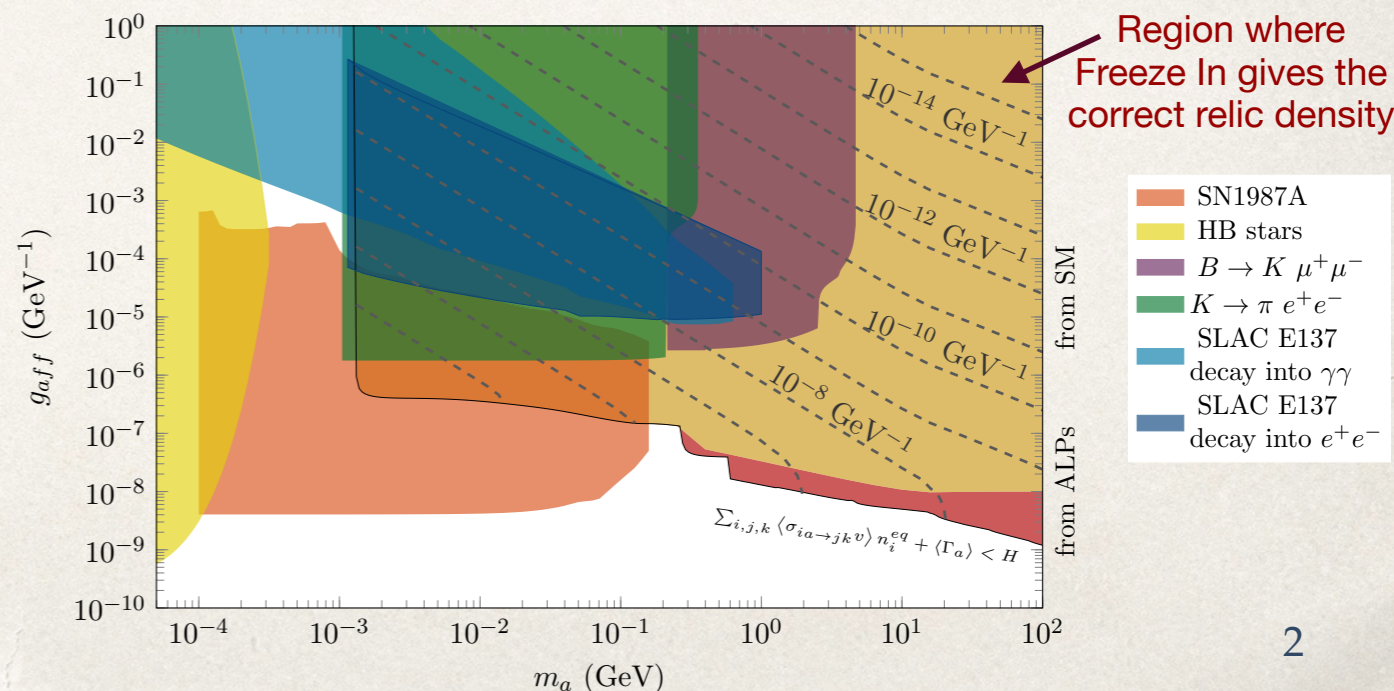 10^0
10^{-1}
10^{-2}
10^{-3}
10^{-4}
10^{-5}
10^{-6}
10^{-7}
10^{-8}
10^{-9}
10^{-10}
g_{aff} (GeV^{-1})
10^{-14} GeV^{-1}
10^{-12} GeV^{-1}
10^{-10} GeV^{-1}
10^{-8} GeV^{-1}
\sum_{i,j,k} ⟨σ_{ia→jk}v⟩ n_i^{eq} + ⟨Γ_a⟩ < H
10^{-4}
10^{-3}
10^{-2}
10^{-1}
10^0
10^1
10^2
m_a (GeV)
from SM
from ALPs
Region where
Freeze In gives the
correct relic density
SN1987A
HB stars
B → K μ^+μ^-
K → π e^+e^-
SLAC E137
decay into γγ
SLAC E137
decay into e^+e^-
2